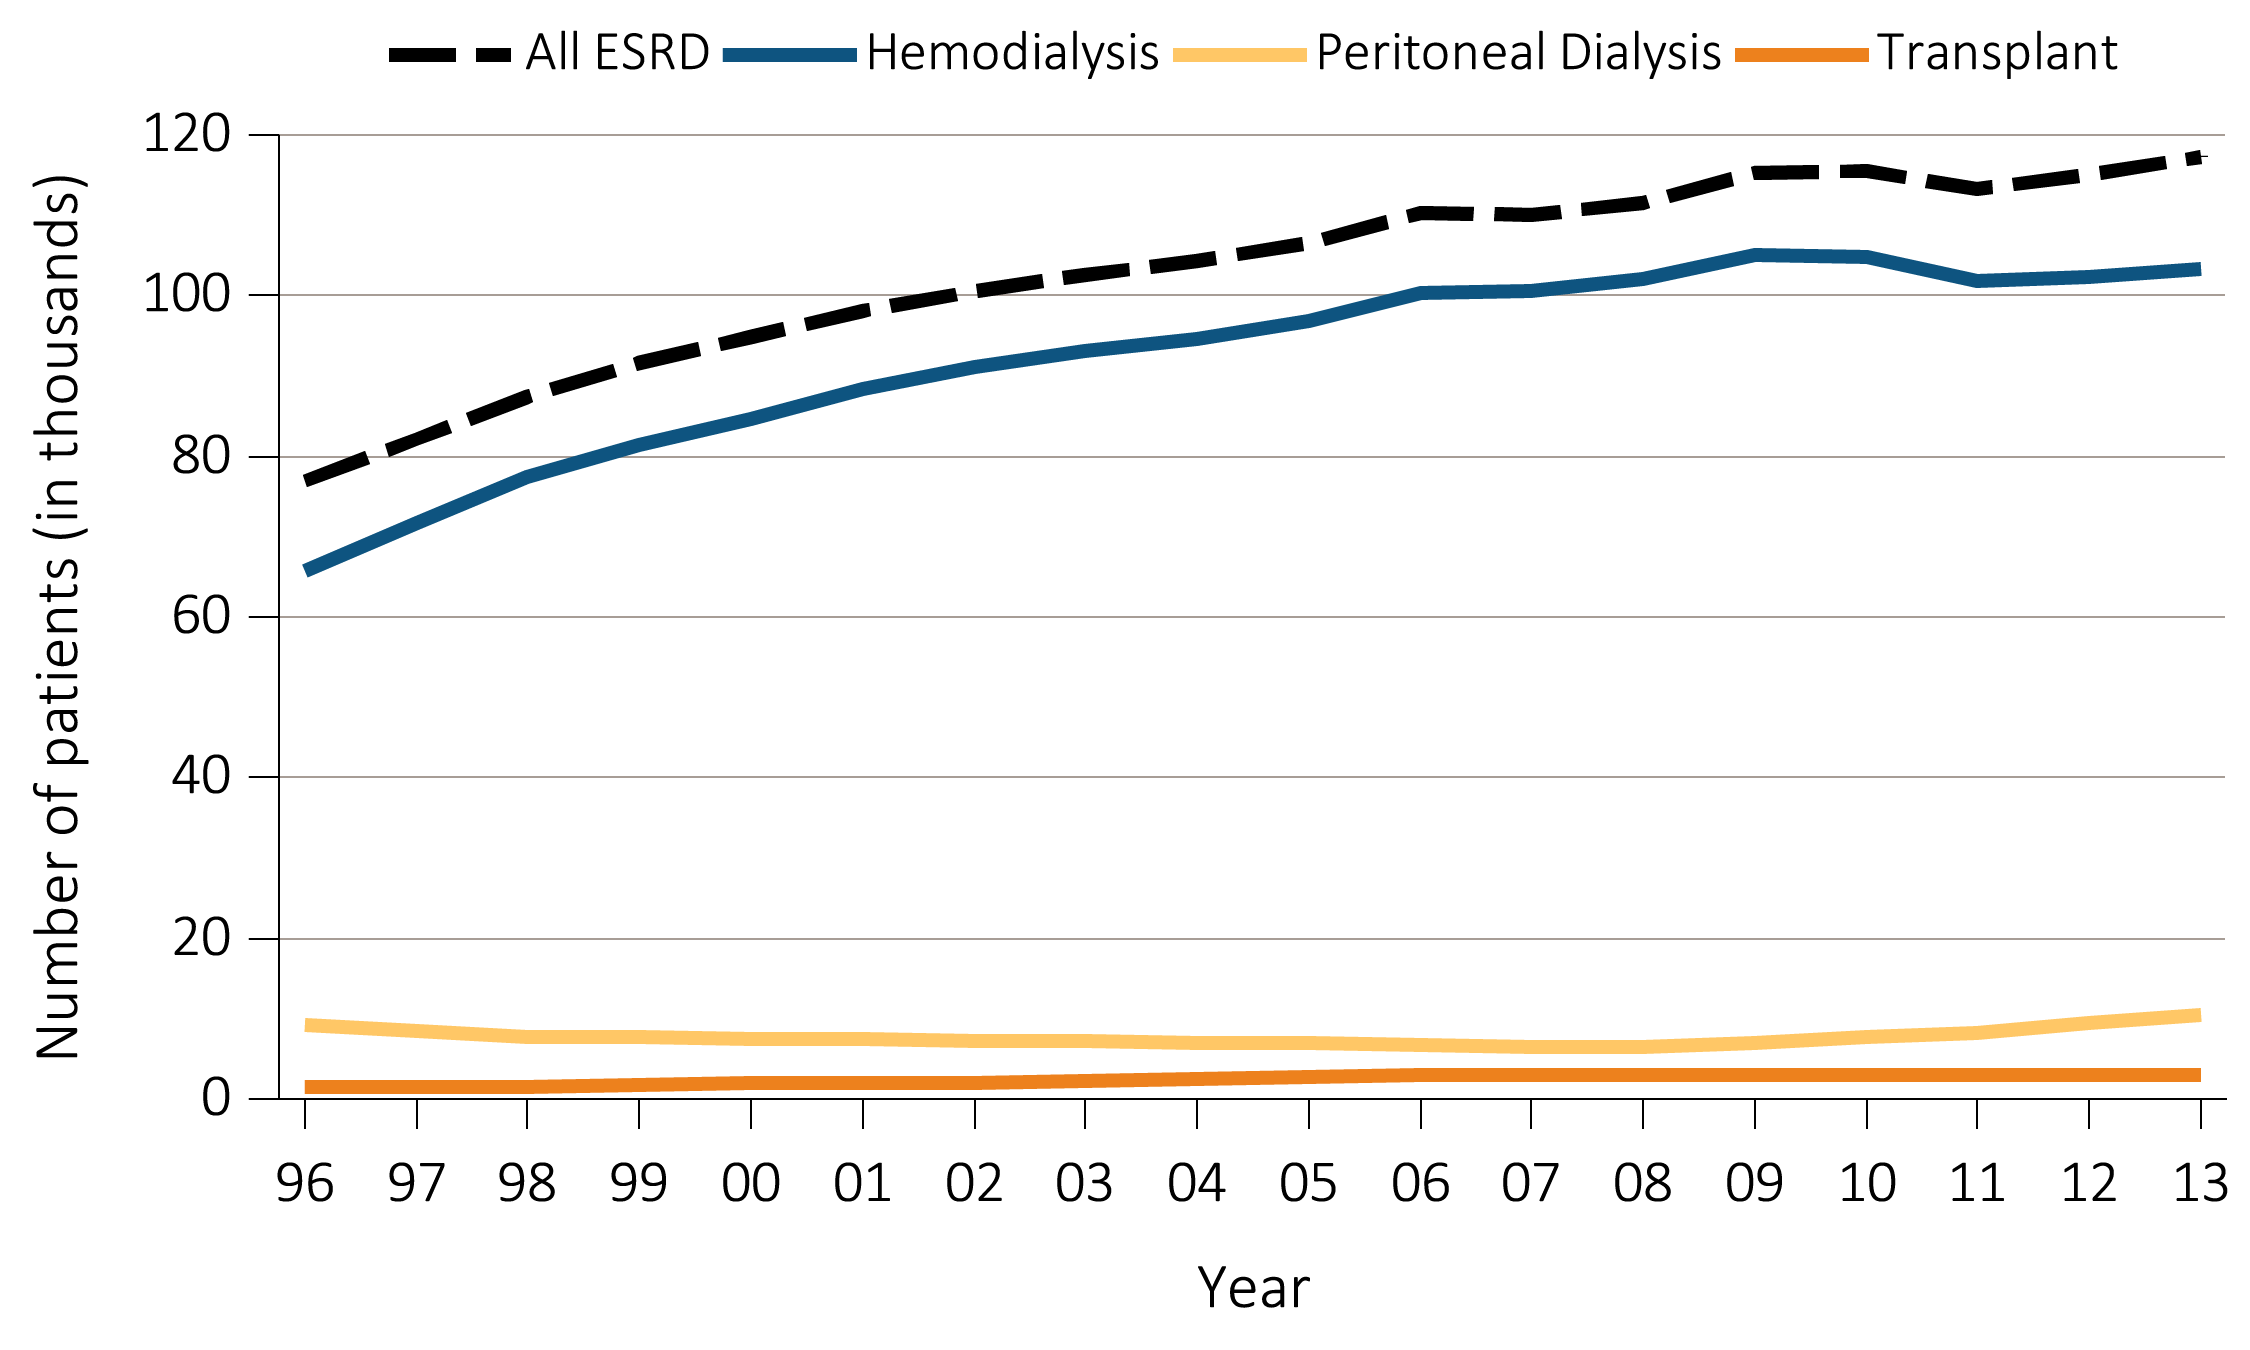 All ESRD Hemodialysis Peritoneal Dialysis Transplant
Number of patients (in thousands)
120
100
80
60
40
20
0
96 97 98 99 00 01 02 03 04 05 06 07 08 09 10 11 12 13
Year